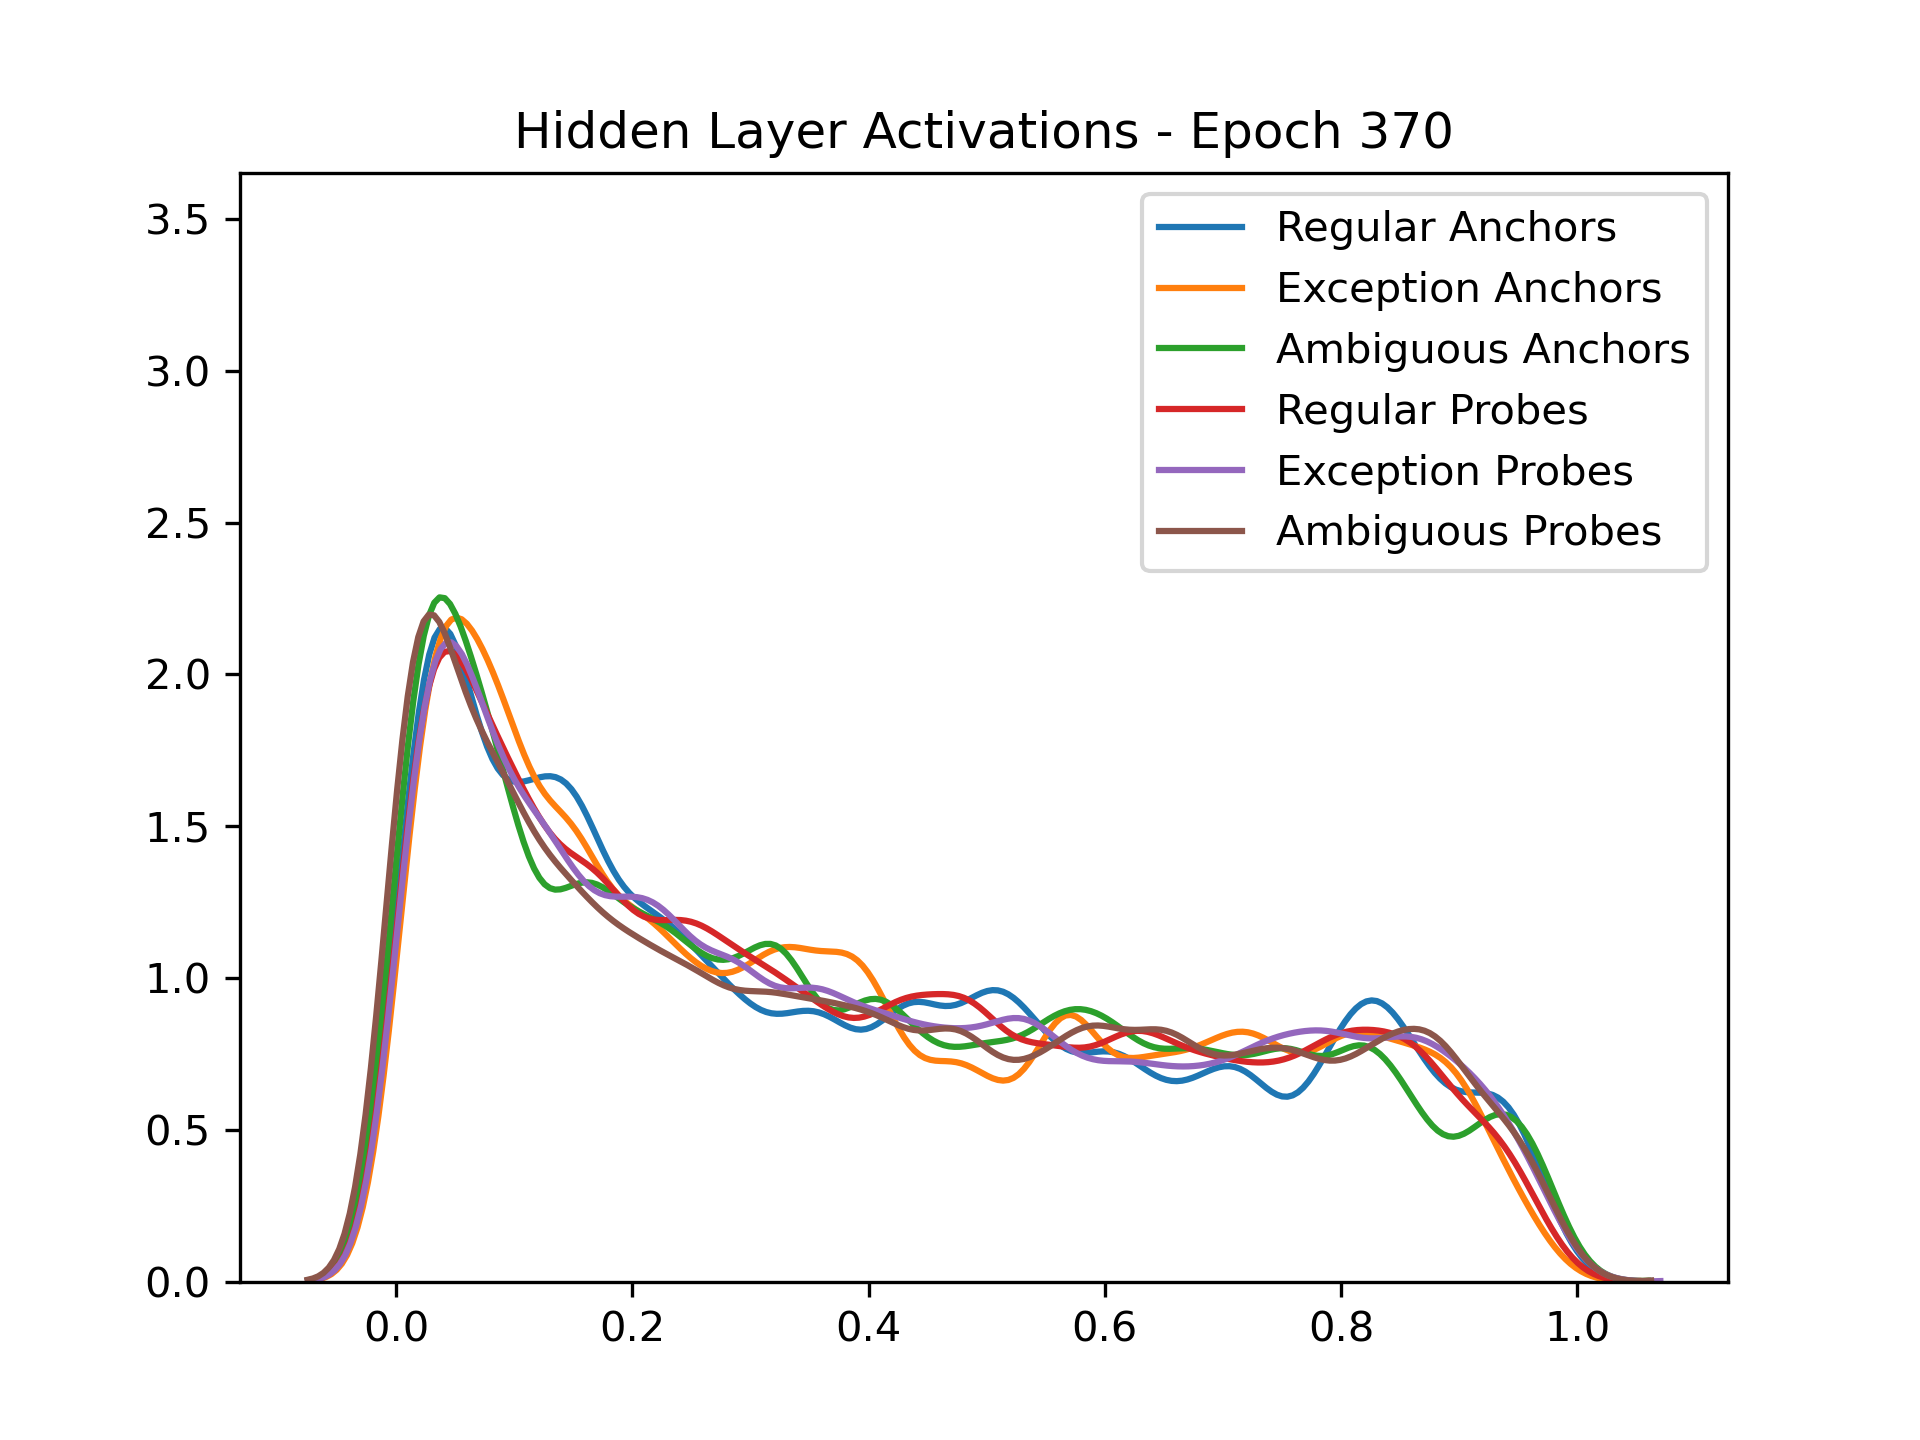 Hidden Layer Activations - Epoch 370
3.5
3.0
2.5
2.0
1.5
1.0
0.5
0.0
Regular Anchors
Exception Anchors
Ambiguous Anchors
Regular Probes
Exception Probes
Ambiguous Probes
0.0 0.2 0.4 0.6 0.8 1.0